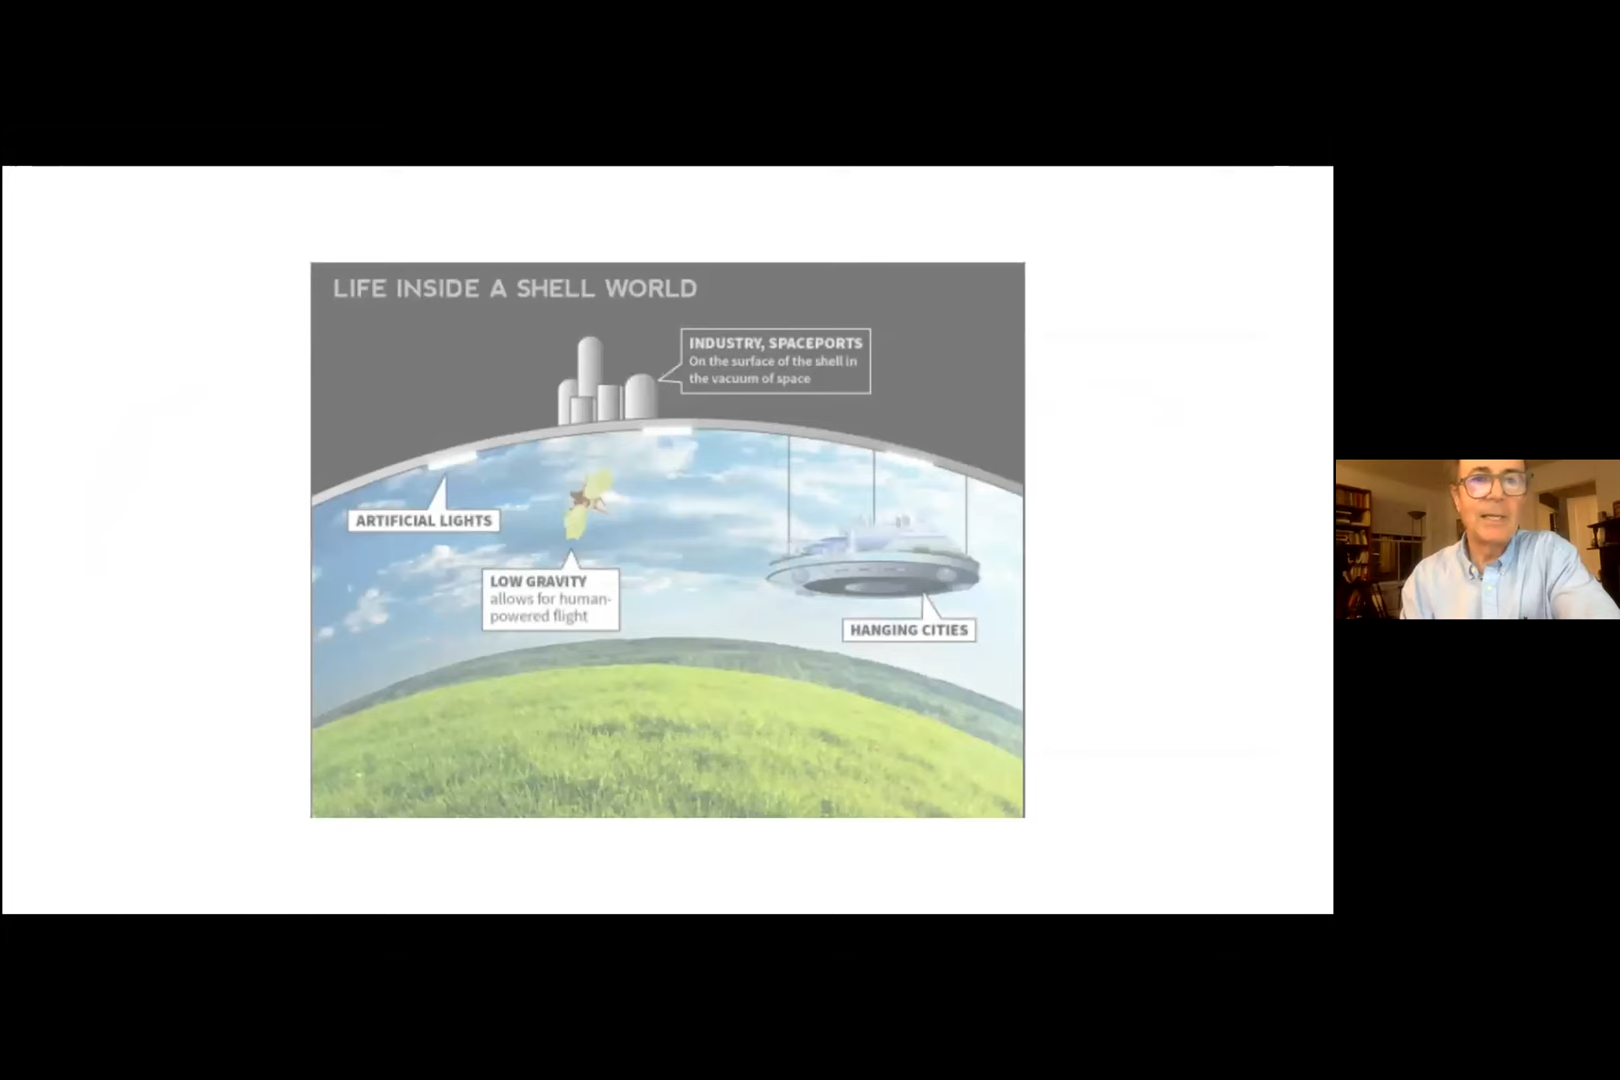 LIFE INSIDE A SHELL WORLD
INDUSTRY, SPACEPORTS
On the surface of the shell in
the vacuum of space
ARTIFICIAL LIGHTS
LOW GRAVITY
allows for human-
powered flight
HANGING CITIES